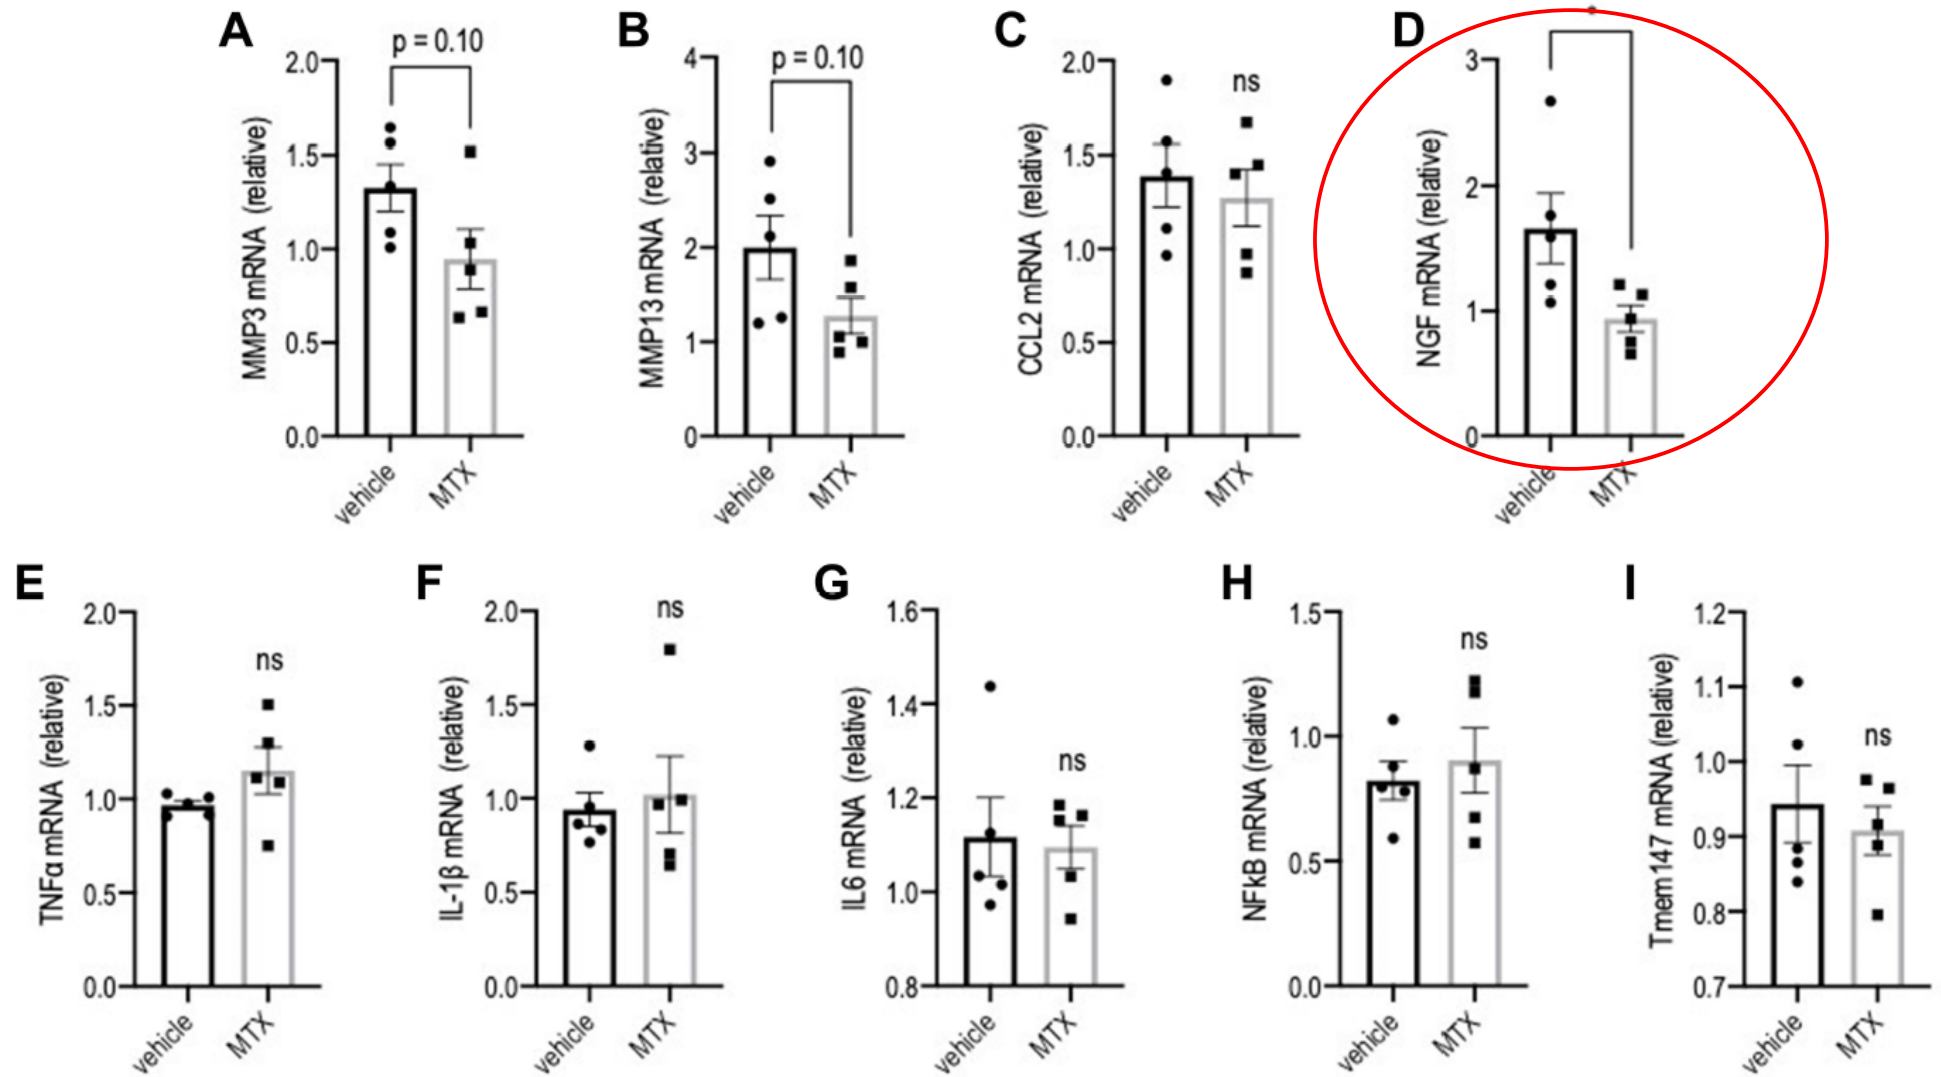 A
p = 0.10
MMP3 mRNA (relative)
2.0
1.5
1.0
0.5
0.0
vehicle
MTX
B
p = 0.10
MMP13 mRNA (relative)
4
3
2
1
0
vehicle
MTX
C
ns
CCL2 mRNA (relative)
2.0
1.5
1.0
0.5
0.0
vehicle
MTX
D
NGF mRNA (relative)
3
2
1
0
vehicle
MTX
E
ns
TNFα mRNA (relative)
2.0
1.5
1.0
0.5
0.0
vehicle
MTX
F
ns
IL-1β mRNA (relative)
2.0
1.5
1.0
0.5
0.0
vehicle
MTX
G
ns
IL6 mRNA (relative)
1.6
1.4
1.2
1.0
0.8
vehicle
MTX
H
ns
NFkB mRNA (relative)
1.5
1.0
0.5
0.0
vehicle
MTX
I
ns
Tmem147 mRNA (relative)
1.2
1.1
1.0
0.9
0.8
0.7
vehicle
MTX